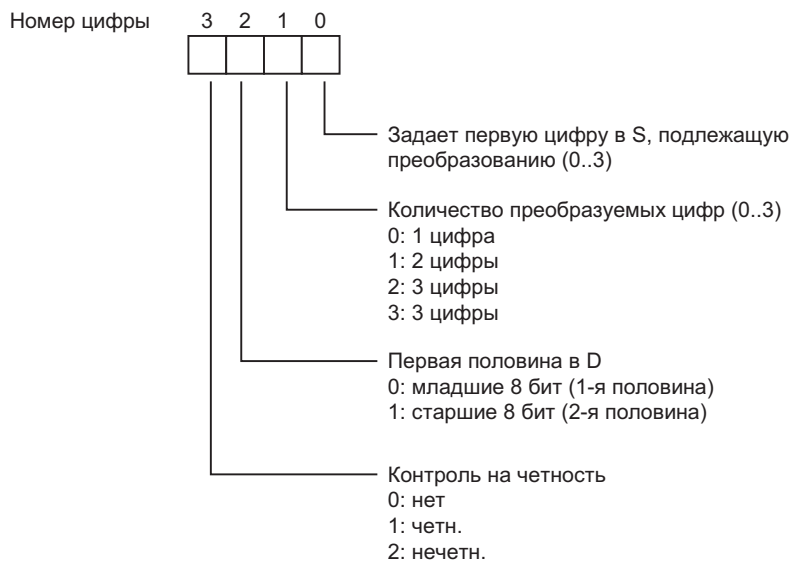 Номер цифры 3 2 1 0
Задает первую цифру в S, подлежащую
преобразованию (0..3)
Количество преобразуемых цифр (0..3)
0: 1 цифра
1: 2 цифры
2: 3 цифры
3: 3 цифры
Первая половина в D
0: младшие 8 бит (1-я половина)
1: старшие 8 бит (2-я половина)
Контроль на четность
0: нет
1: четн.
2: нечетн.